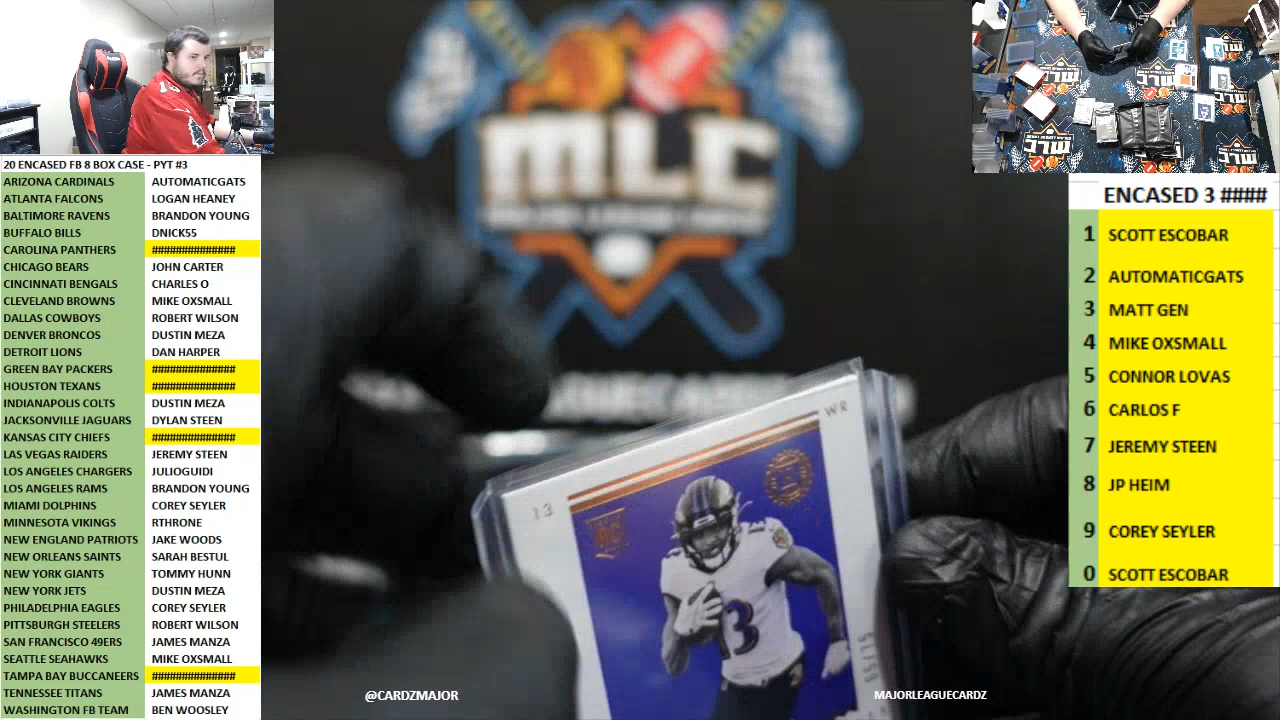 20 ENCASED FB 8 BOX CASE - PYT #3
ARIZONA CARDINALS AUTOMATICGATS
ATLANTA FALCONS LOGAN HEANEY
BALTIMORE RAVENS BRANDON YOUNG
BUFFALO BILLS DNICK55
CAROLINA PANTHERS ##############
CHICAGO BEARS JOHN CARTER
CINCINNATI BENGALS CHARLES O
CLEVELAND BROWNS MIKE OXSMALL
DALLAS COWBOYS ROBERT WILSON
DENVER BRONCOS DUSTIN MEZA
DETROIT LIONS DAN HARPER
GREEN BAY PACKERS ##############
HOUSTON TEXANS ##############
INDIANAPOLIS COLTS DUSTIN MEZA
JACKSONVILLE JAGUARS DYLAN STEEN
KANSAS CITY CHIEFS ##############
LAS VEGAS RAIDERS JEREMY STEEN
LOS ANGELES CHARGERS JULIOGUIDI
LOS ANGELES RAMS BRANDON YOUNG
MIAMI DOLPHINS COREY SEYLER
MINNESOTA VIKINGS RTHRONE
NEW ENGLAND PATRIOTS JAKE WOODS
NEW ORLEANS SAINTS SARAH BESTUL
NEW YORK GIANTS TOMMY HUNN
NEW YORK JETS DUSTIN MEZA
PHILADELPHIA EAGLES COREY SEYLER
PITTSBURGH STEELERS ROBERT WILSON
SAN FRANCISCO 49ERS JAMES MANZA
SEATTLE SEAHAWKS MIKE OXSMALL
TAMPA BAY BUCCANEERS ##############
TENNESSEE TITANS JAMES MANZA
WASHINGTON FB TEAM BEN WOOSLEY
MLC
WR
13
13
@CARDZMAJOR
MAJORLEAGUECARDZ
ENCASED 3 ####
1 SCOTT ESCOBAR
2 AUTOMATICGATS
3 MATT GEN
4 MIKE OXSMALL
5 CONNOR LOVAS
6 CARLOS F
7 JEREMY STEEN
8 JP HEIM
9 COREY SEYLER
0 SCOTT ESCOBAR